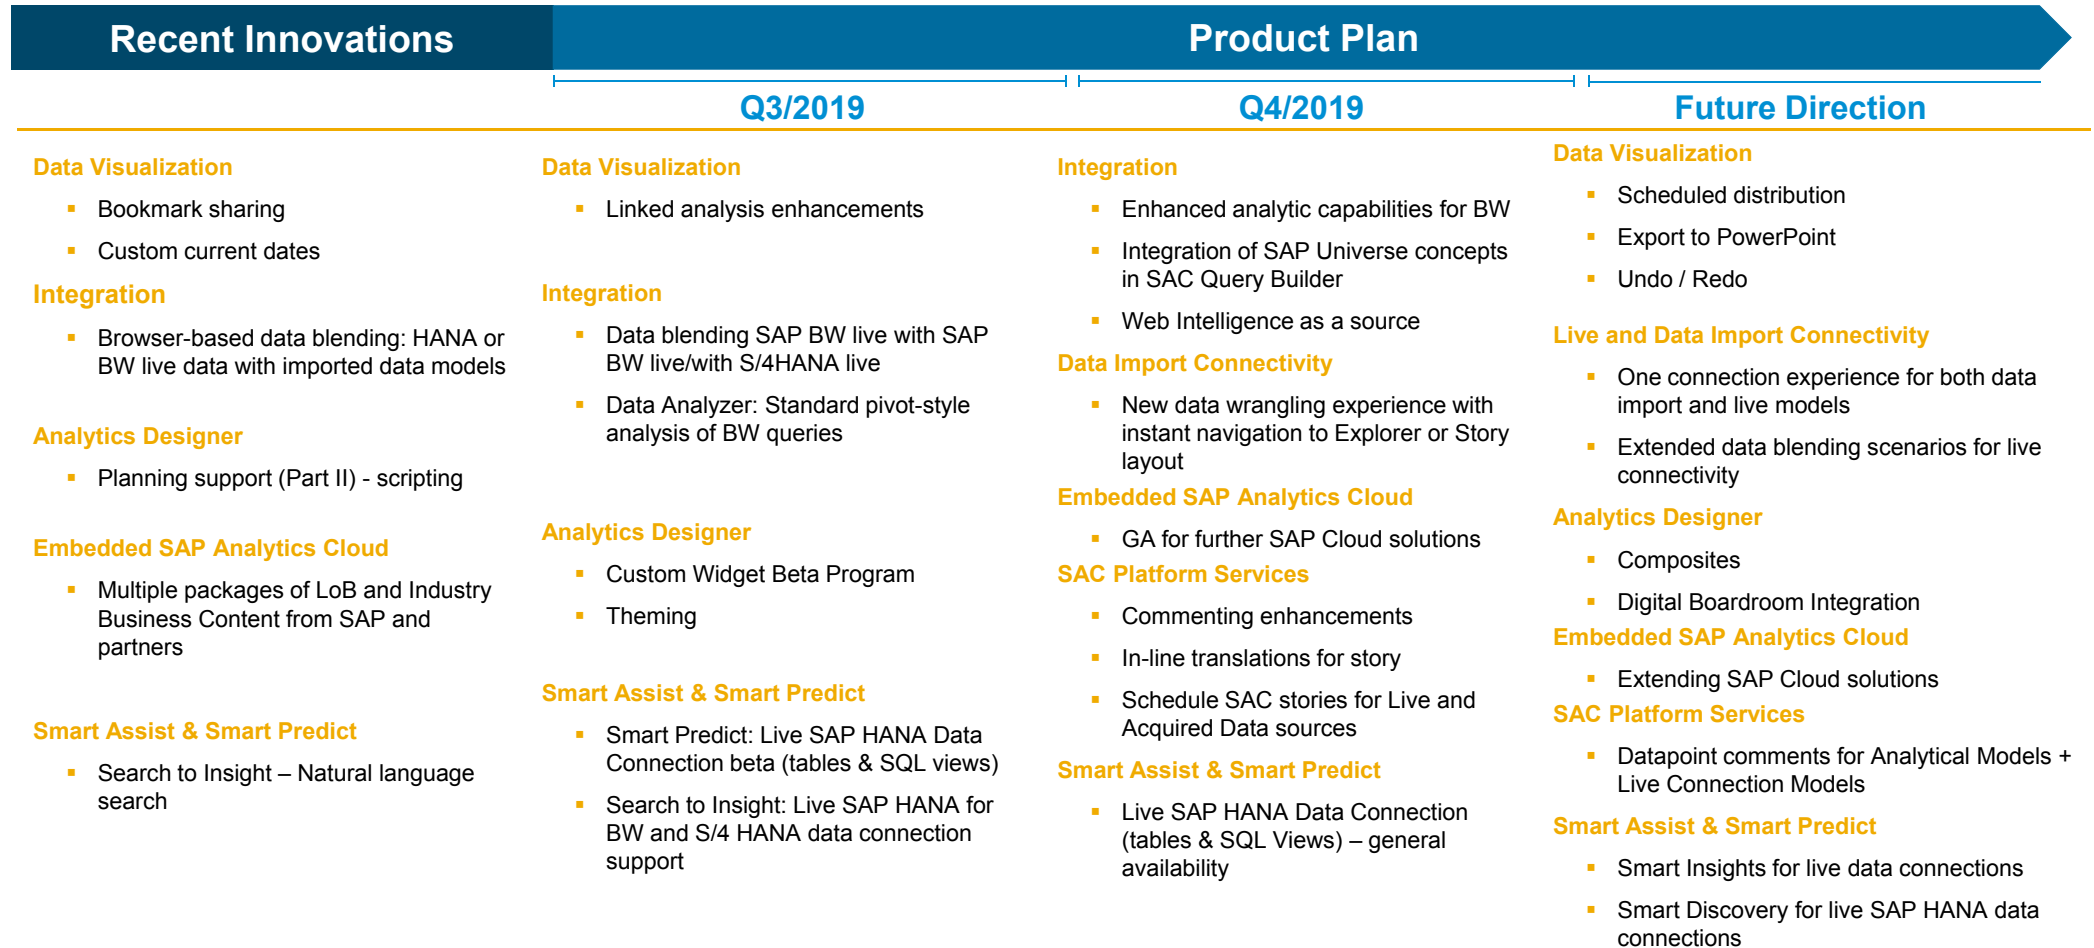 Recent Innovations
Product Plan
Q3/2019
Q4/2019
Future Direction
Data Visualization
▪ Bookmark sharing
▪ Custom current dates
Integration
▪ Browser-based data blending: HANA or
BW live data with imported data models
Analytics Designer
▪ Planning support (Part II) - scripting
Embedded SAP Analytics Cloud
▪ Multiple packages of LoB and Industry
Business Content from SAP and
partners
Smart Assist & Smart Predict
▪ Search to Insight – Natural language
search
Data Visualization
▪ Linked analysis enhancements
Integration
▪ Data blending SAP BW live with SAP
BW live/with S/4HANA live
▪ Data Analyzer: Standard pivot-style
analysis of BW queries
Analytics Designer
▪ Custom Widget Beta Program
▪ Theming
Smart Assist & Smart Predict
▪ Smart Predict: Live SAP HANA Data
Connection beta (tables & SQL views)
▪ Search to Insight: Live SAP HANA for
BW and S/4 HANA data connection
support
Integration
▪ Enhanced analytic capabilities for BW
▪ Integration of SAP Universe concepts
in SAC Query Builder
▪ Web Intelligence as a source
Data Import Connectivity
▪ New data wrangling experience with
instant navigation to Explorer or Story
layout
Embedded SAP Analytics Cloud
▪ GA for further SAP Cloud solutions
SAC Platform Services
▪ Commenting enhancements
▪ In-line translations for story
▪ Schedule SAC stories for Live and
Acquired Data sources
Smart Assist & Smart Predict
▪ Live SAP HANA Data Connection
(tables & SQL Views) – general
availability
Data Visualization
▪ Scheduled distribution
▪ Export to PowerPoint
▪ Undo / Redo
Live and Data Import Connectivity
▪ One connection experience for both data
import and live models
▪ Extended data blending scenarios for live
connectivity
Analytics Designer
▪ Composites
▪ Digital Boardroom Integration
Embedded SAP Analytics Cloud
▪ Extending SAP Cloud solutions
SAC Platform Services
▪ Datapoint comments for Analytical Models +
Live Connection Models
Smart Assist & Smart Predict
▪ Smart Insights for live data connections
▪ Smart Discovery for live SAP HANA data
connections